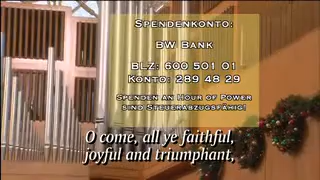 Spendenkonto:
BW Bank
BLZ: 600 501 01
Konto: 289 48 29
Spenden an Hour of Power
sind Steuerabzugsfähig!
O come, all ye faithful,
joyful and triumphant,